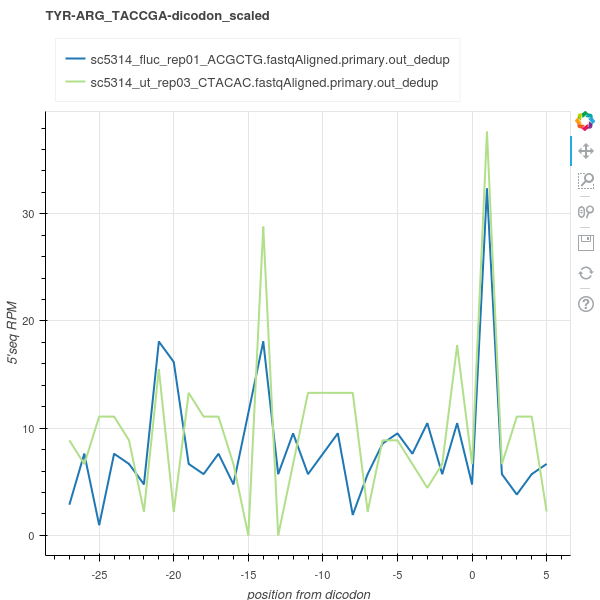 TYR-ARG_TACCGA-dicodon_scaled
sc5314_fluc_rep01_ACGCTG.fastqAligned.primary.out_dedup
sc5314_ut_rep03_CTACAC.fastqAligned.primary.out_dedup
5'seq RPM
30
20
10
0
-25 -20 -15 -10 -5 0 5
position from dicodon